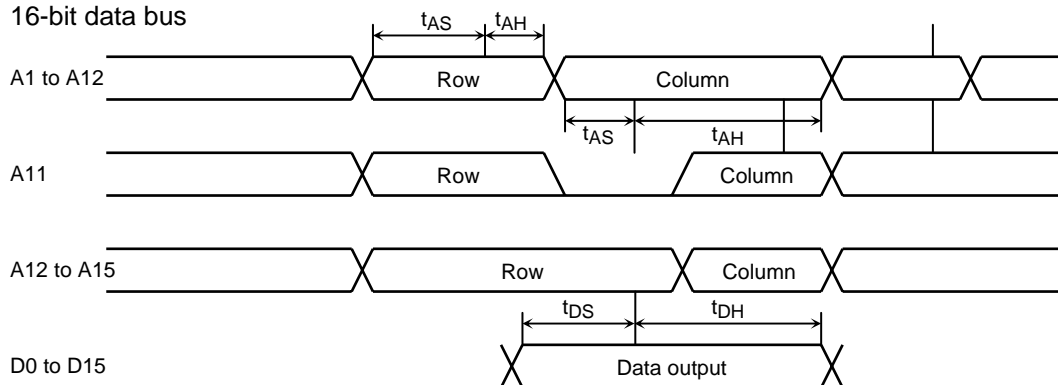 16-bit data bus
tAS tAH
A1 to A12 Row Column
tAS tAH
A11 Row Column
A12 to A15 Row Column
tDS tDH
D0 to D15 Data output